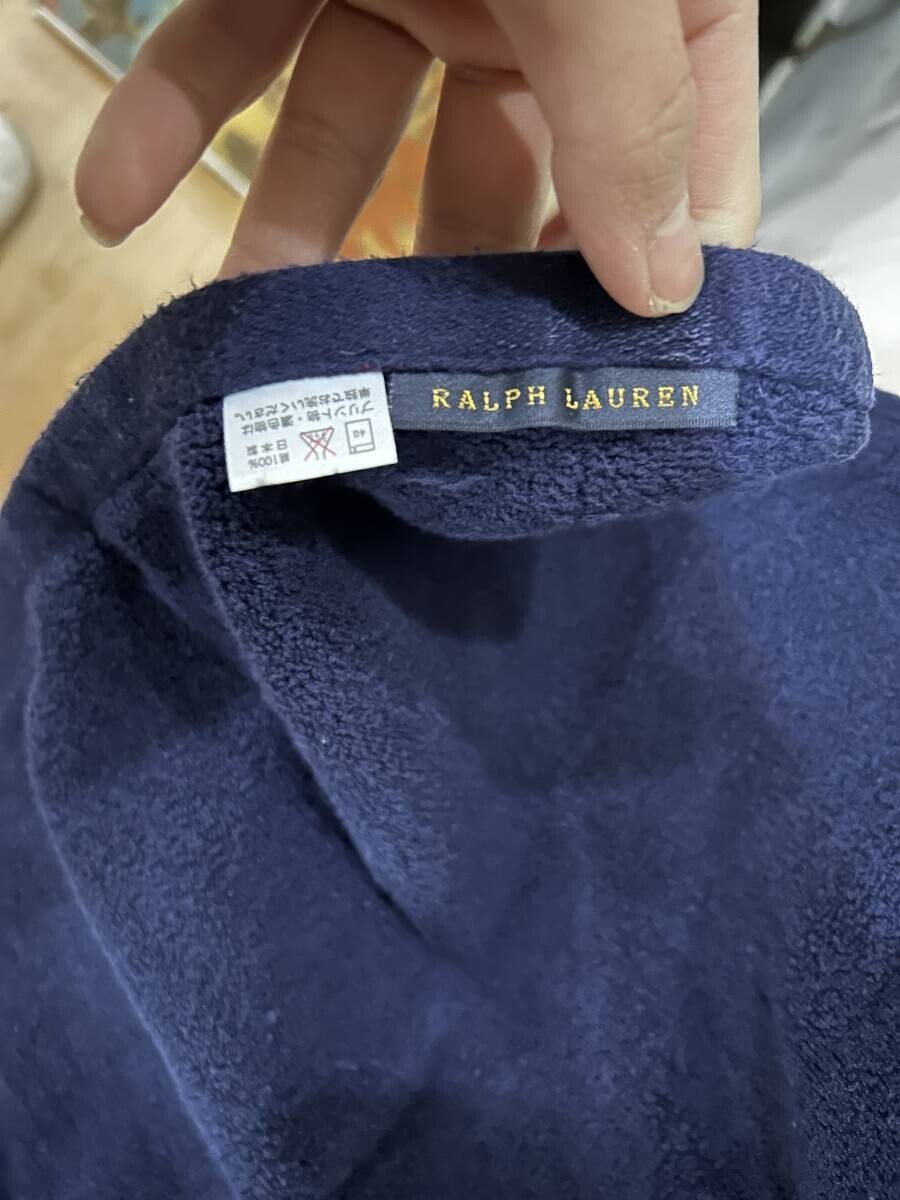 RALPH LAUREN
綿100%
日本製
40
プリント物・濃色物は
単独でお洗いください